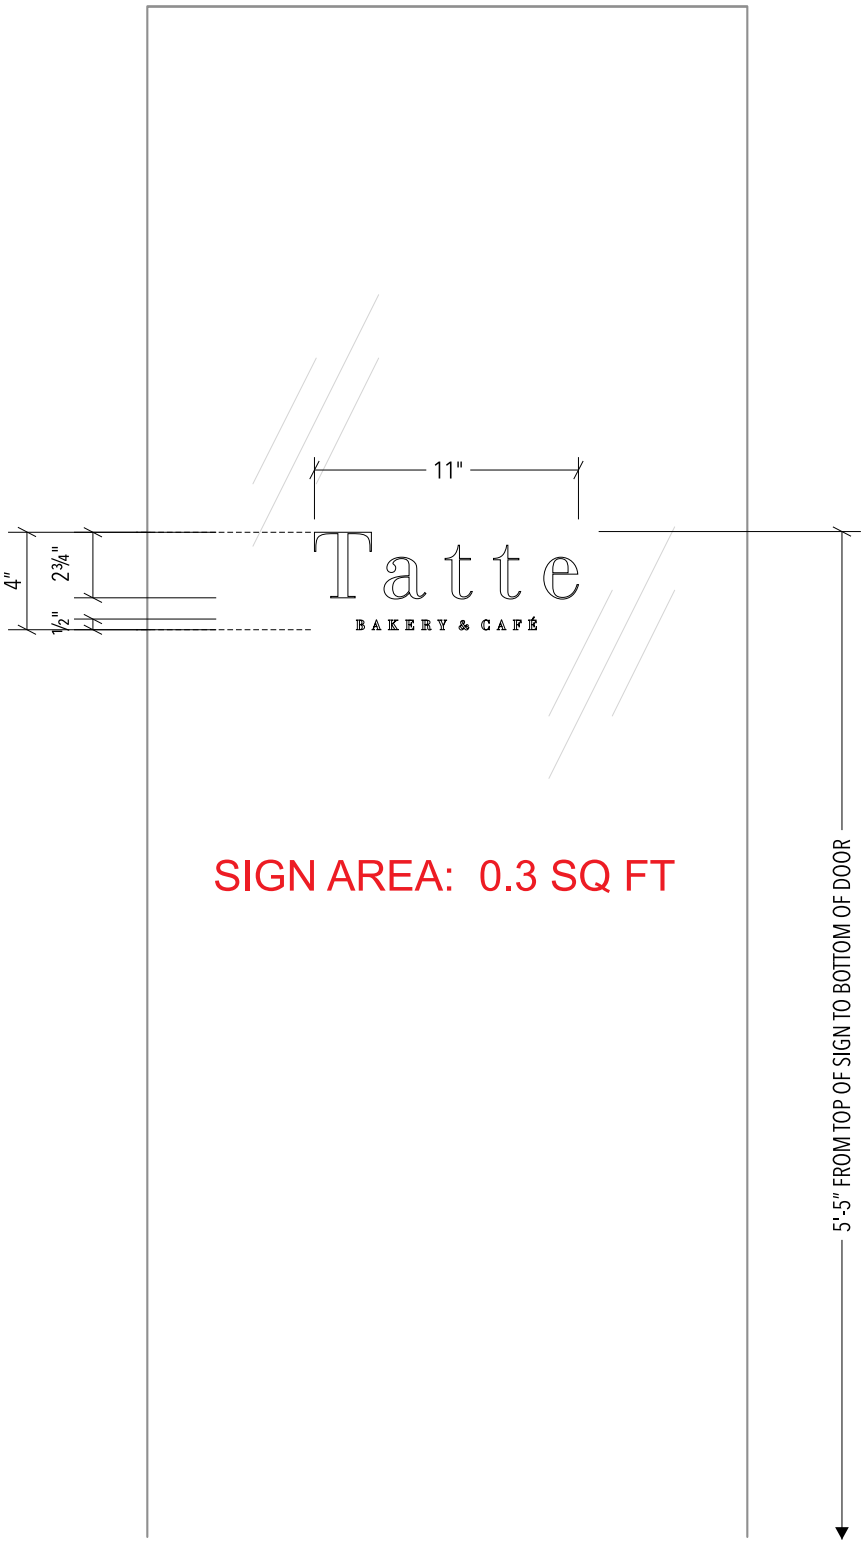 11"
4"
2¾"
½"
Tatte
BAKERY & CAFÉ
SIGN AREA: 0.3 SQ FT
5'-5" FROM TOP OF SIGN TO BOTTOM OF DOOR